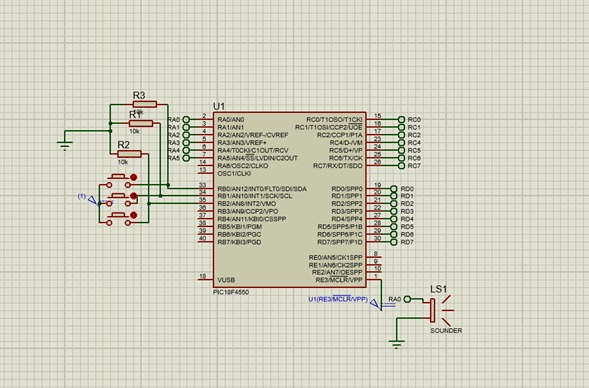 R3
10k
R1
10k
R2
10k
(1)
U1
RA0
RA1
RA2
RA3
RA4
RA5
2
3
4
5
6
7
14
13
33
34
35
36
37
38
39
40
18
RA0/AN0
RA1/AN1
RA2/AN2/VREF-/CVREF
RA3/AN3/VREF+
RA4/T0CKI/C1OUT/RCV
RA5/AN4/SS/LVDIN/C2OUT
RA6/OSC2/CLKO
OSC1/CLKI
RB0/AN12/INT0/FLT0/SDI/SDA
RB1/AN10/INT1/SCK/SCL
RB2/AN8/INT2/VMO
RB3/AN9/CCP2/VPO
RB4/AN11/KBI0/CSSPP
RB5/KBI1/PGM
RB6/KBI2/PGC
RB7/KBI3/PGD
VUSB
PIC18F4550
RC0/T1OSO/T1CKI
RC1/T1OSI/CCP2/UOE
RC2/CCP1/P1A
RC4/D-/VM
RC5/D+/VP
RC6/TX/CK
RC7/RX/DT/SDO
RD0/SPP0
RD1/SPP1
RD2/SPP2
RD3/SPP3
RD4/SPP4
RD5/SPP5/P1B
RD6/SPP6/P1C
RD7/SPP7/P1D
RE0/AN5/CK1SPP
RE1/AN6/CK2SPP
RE2/AN7/OESPP
RE3/MCLR/VPP
15
16
17
23
24
25
26
19
20
21
22
27
28
29
30
8
9
10
1
RC0
RC1
RC2
RC4
RC5
RC6
RC7
RD0
RD1
RD2
RD3
RD4
RD5
RD6
RD7
U1(RE3/MCLR/VPP)
RA0
LS1
SOUNDER